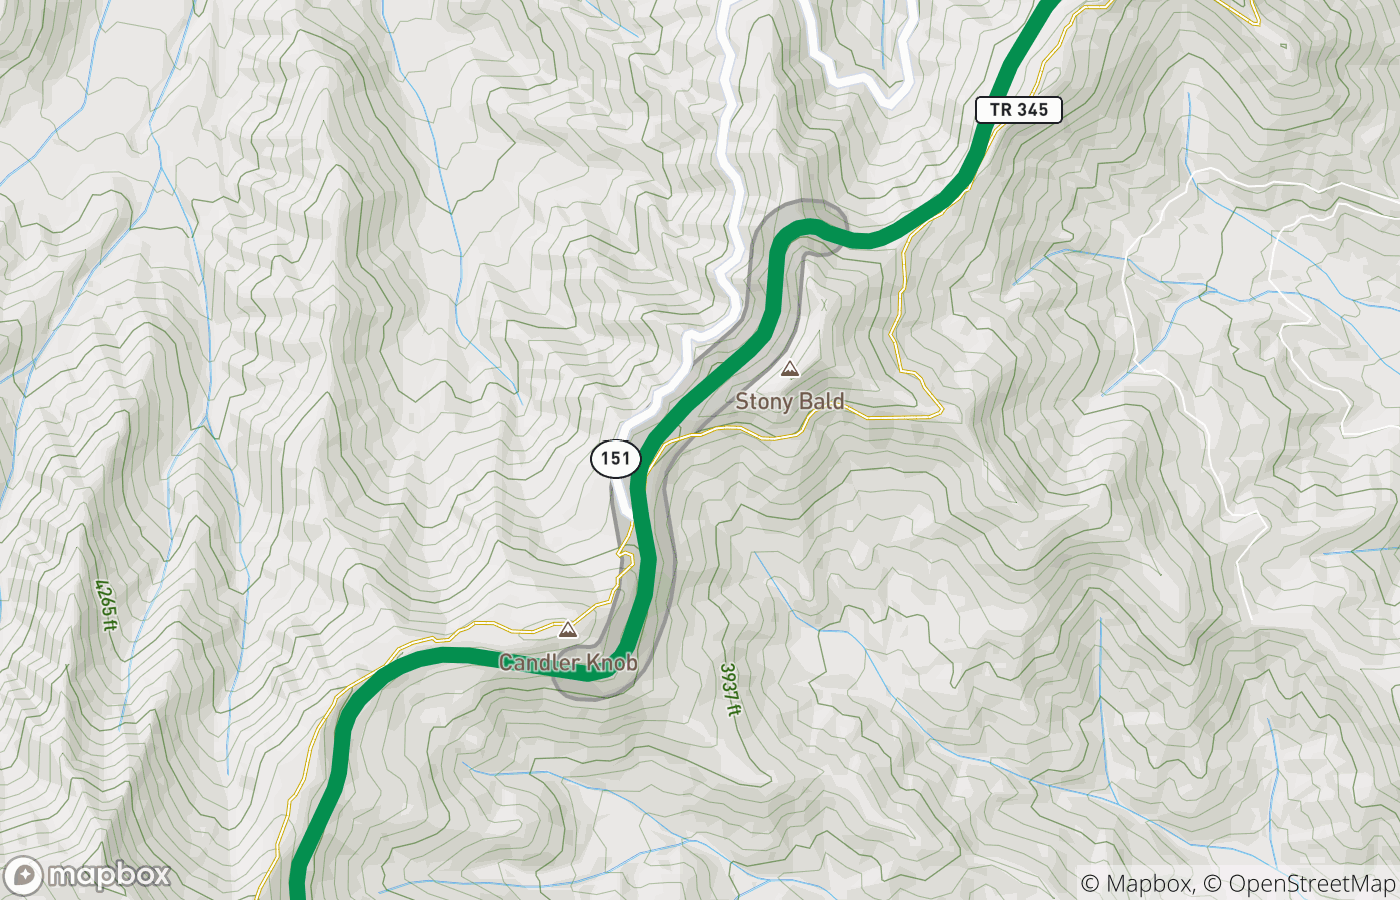 TR 345
Stony Bald
151
4265 ft
Candler Knob
3937 ft
mapbox
© Mapbox, © OpenStreetMap